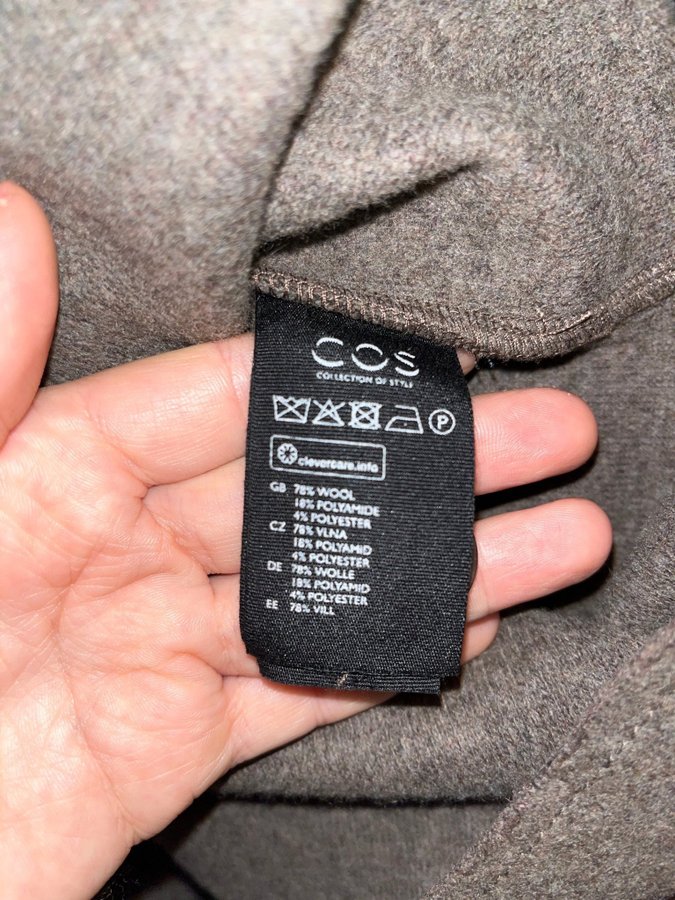 COS
COLLECTION OF STYLE
P
clevercare.info
GB 78% WOOL
18% POLYAMIDE
4% POLYESTER
CZ 78% VLNA
18% POLYAMID
4% POLYESTER
DE 78% WOLLE
18% POLYAMID
4% POLYESTER
EE 78% VILL